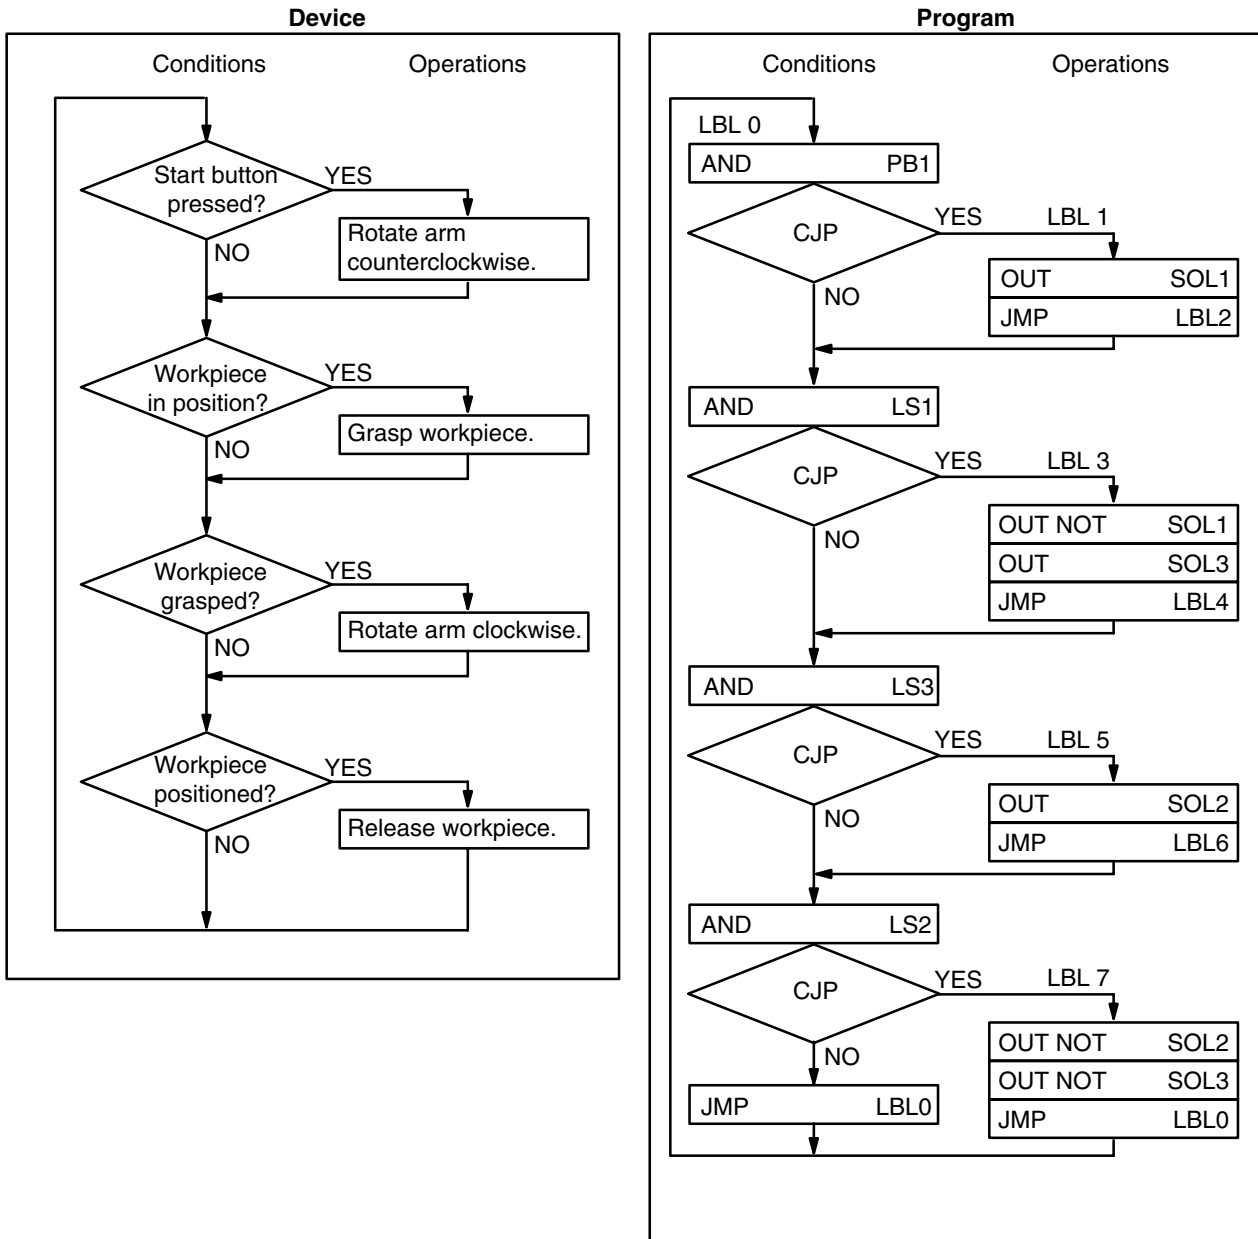 Device
Conditions Operations
Start button
pressed?
YES
NO
Rotate arm
counterclockwise.
Workpiece
in position?
YES
NO
Grasp workpiece.
Workpiece
grasped?
YES
NO
Rotate arm clockwise.
Workpiece
positioned?
YES
NO
Release workpiece.
Program
Conditions Operations
LBL 0
AND PB1
CJP
YES LBL 1
NO
OUT SOL1
JMP LBL2
AND LS1
CJP
YES LBL 3
NO
OUT NOT SOL1
OUT SOL3
JMP LBL4
AND LS3
CJP
YES LBL 5
NO
OUT SOL2
JMP LBL6
AND LS2
CJP
YES LBL 7
NO
OUT NOT SOL2
OUT NOT SOL3
JMP LBL0
JMP LBL0